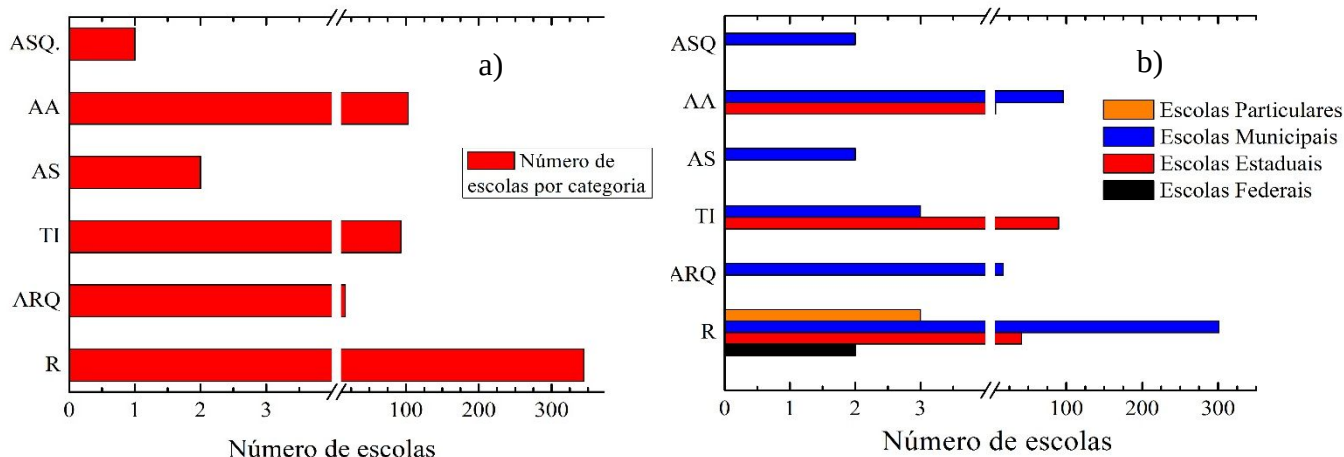 a)
ASQ.
AA
AS
TI
ARQ
R
Número de
escolas por categoria
0 1 2 3 100 200 300
Número de escolas
b)
ASQ
AA
AS
TI
ARQ
R
Escolas Particulares
Escolas Municipais
Escolas Estaduais
Escolas Federais
0 1 2 3 100 200 300
Número de escolas